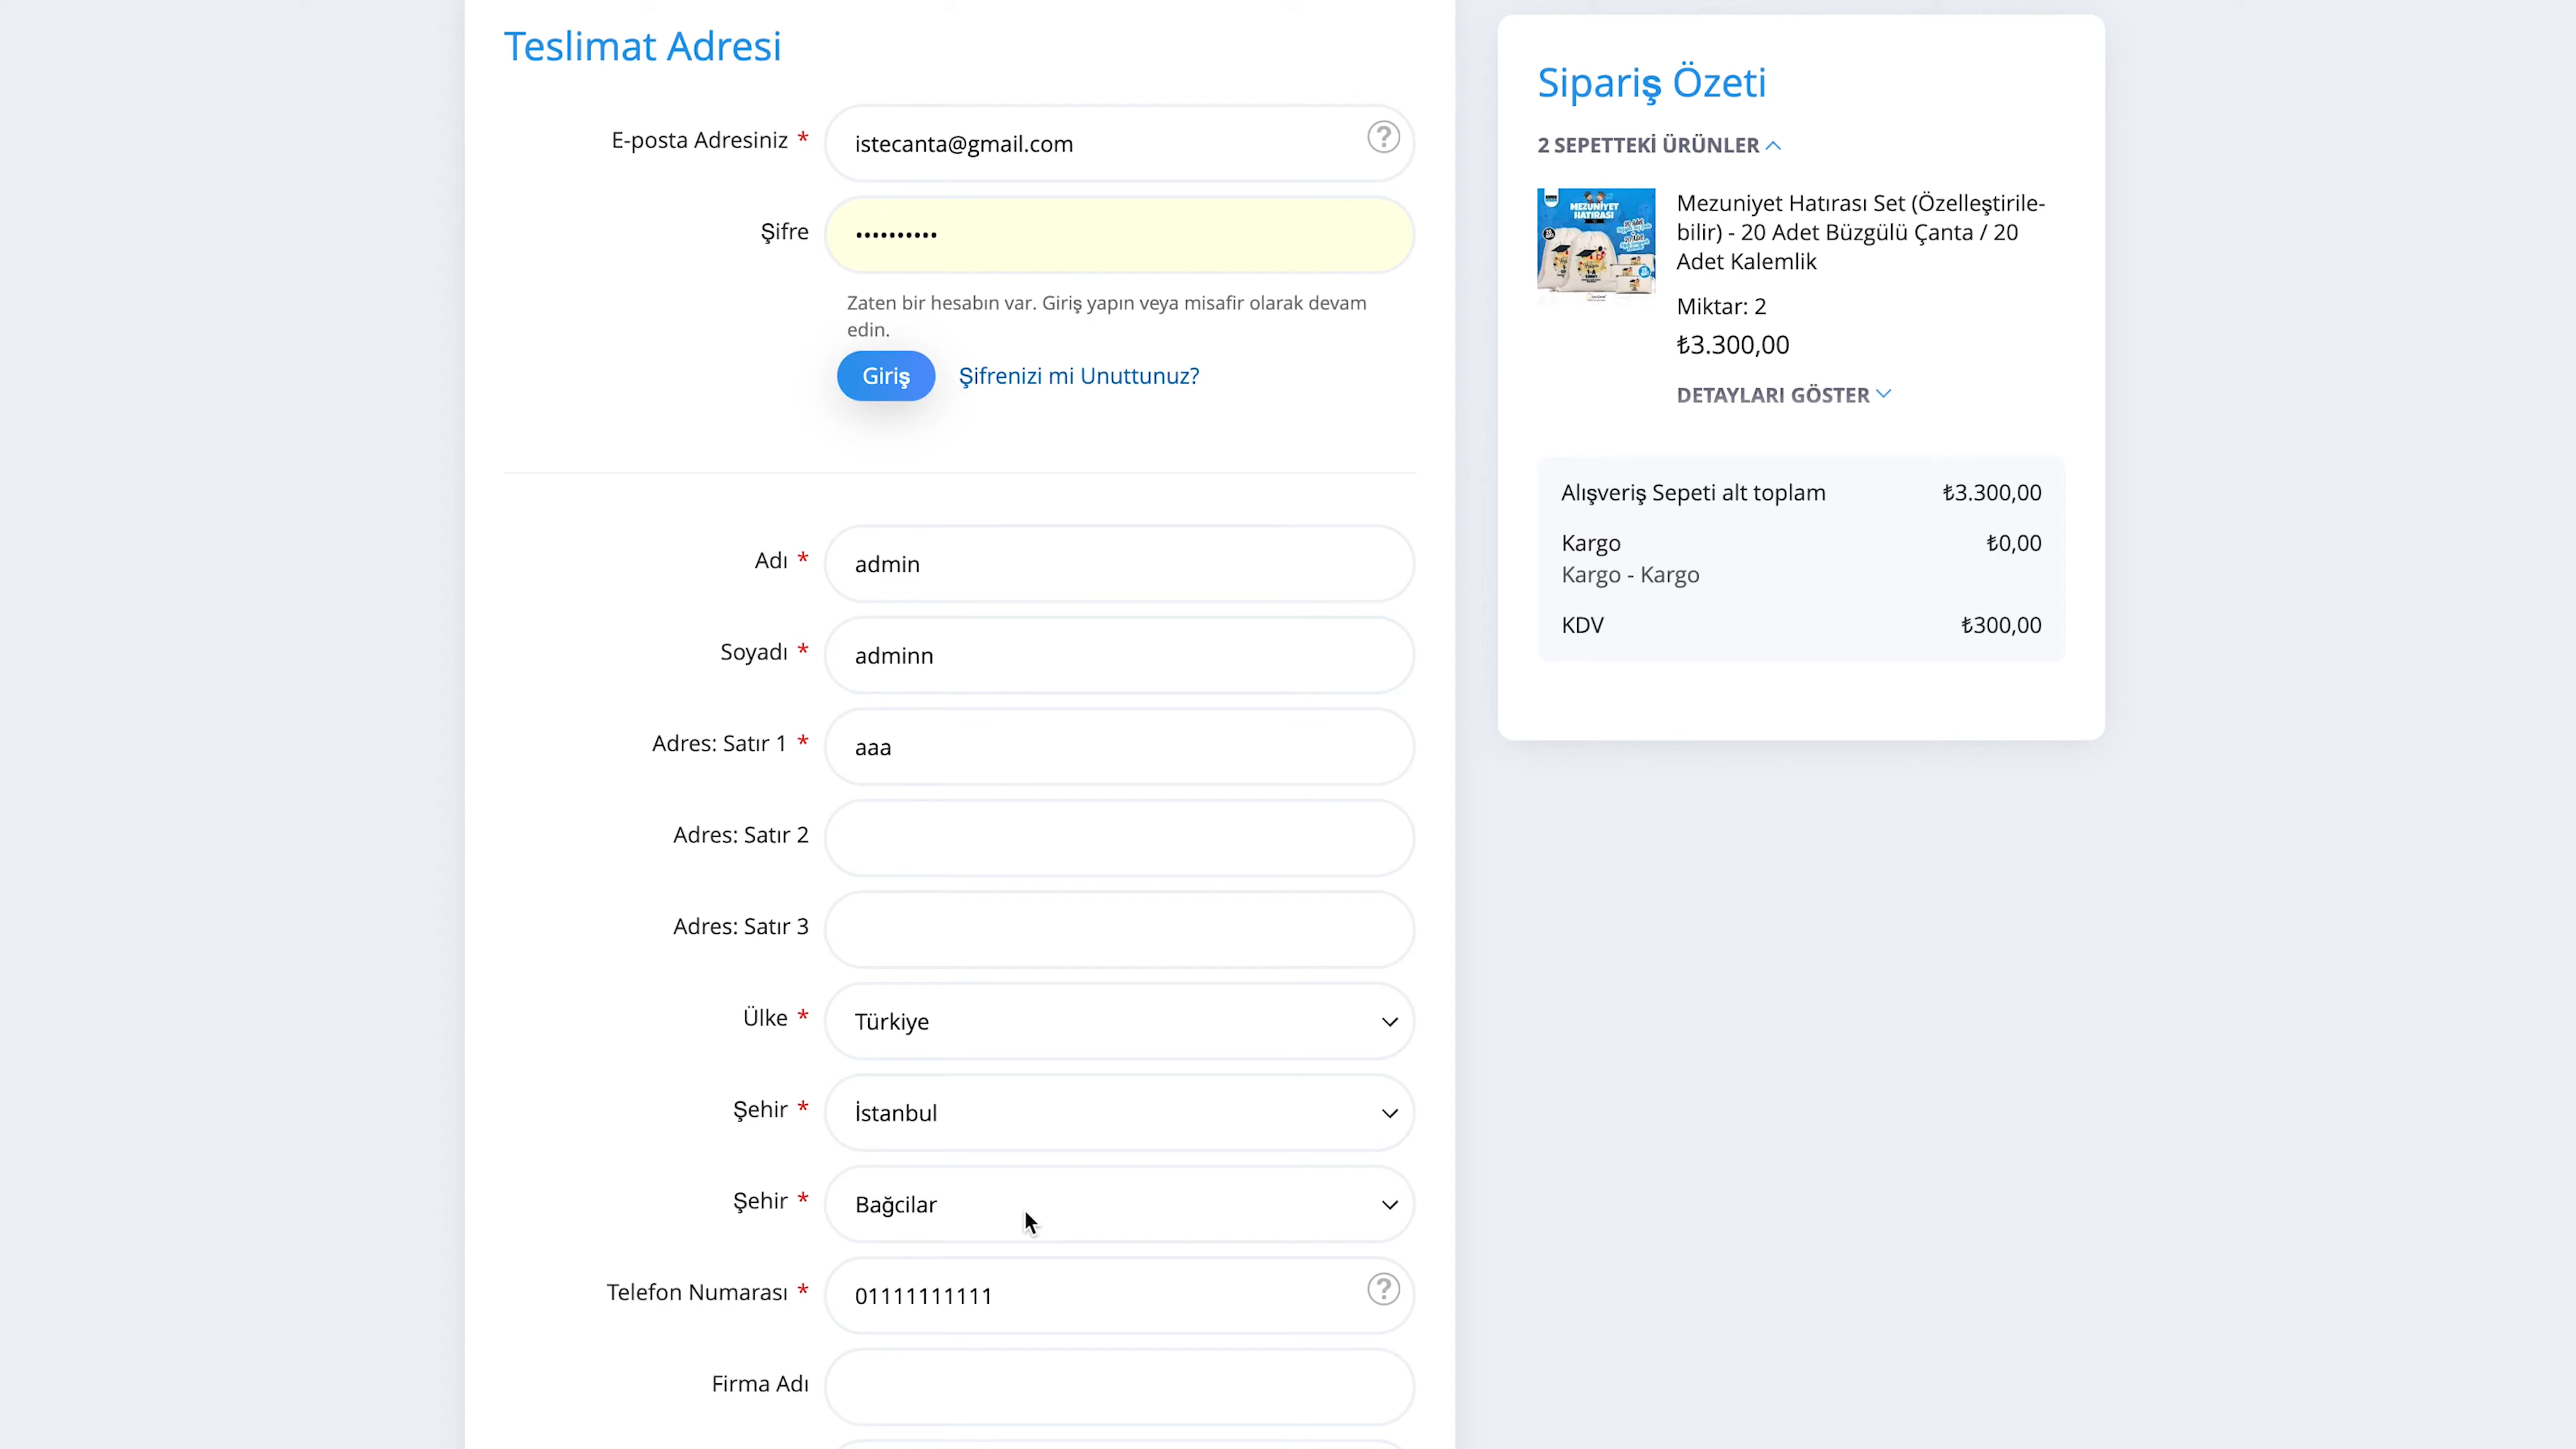 Teslimat Adresi
E-posta Adresiniz *
istecanta@gmail.com
?
Şifre
••••••••••
Zaten bir hesabın var. Giriş yapın veya misafir olarak devam
edin.
Giriş
Şifrenizi mi Unuttunuz?
Adı *
admin
Soyadı *
adminn
Adres: Satır 1 *
aaa
Adres: Satır 2
Adres: Satır 3
Ülke *
Türkiye
Şehir *
İstanbul
Şehir *
Bağcilar
Telefon Numarası *
01111111111
?
Firma Adı
Sipariş Özeti
2 SEPETTEKİ ÜRÜNLER
MEZUNİYET
HATIRASI
Mezuniyet Hatırası Set (Özelleştirile-
bilir) - 20 Adet Büzgülü Çanta / 20
Adet Kalemlik
Miktar: 2
₺3.300,00
DETAYLARI GÖSTER
Alışveriş Sepeti alt toplam
₺3.300,00
Kargo
₺0,00
Kargo - Kargo
KDV
₺300,00